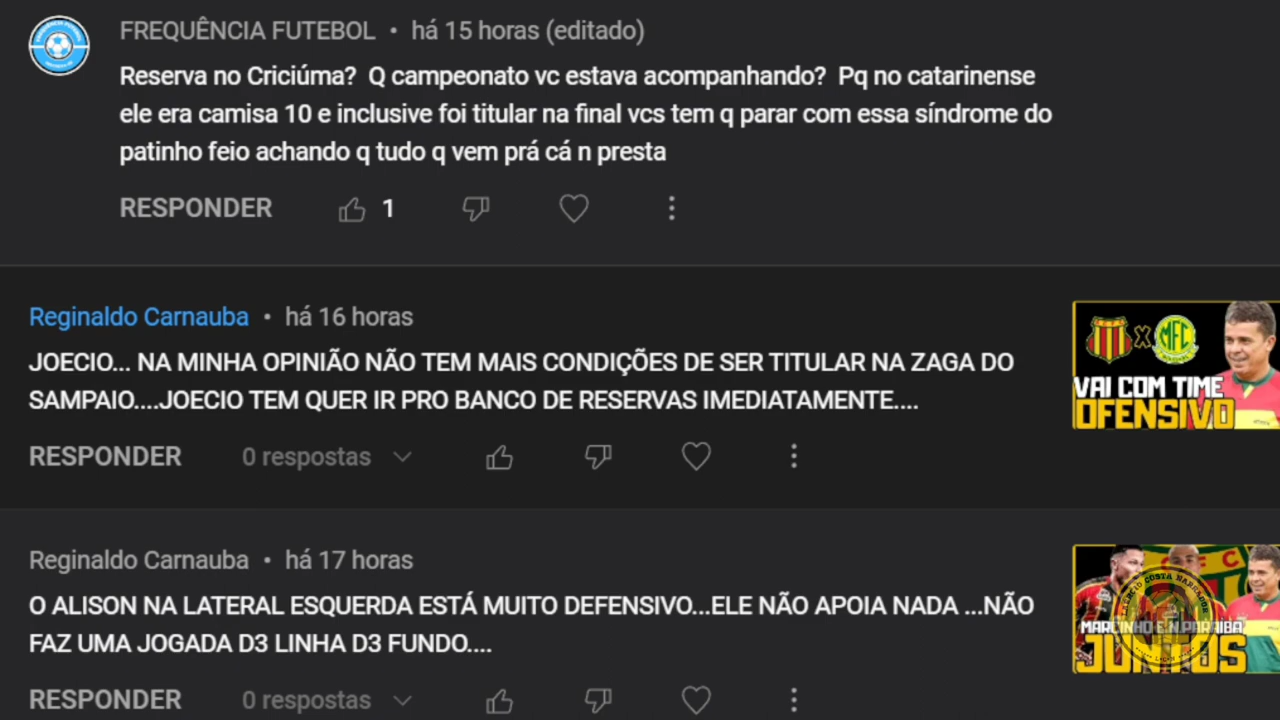 FREQUÊNCIA FUTEBOL • há 15 horas (editado)
Reserva no Criciúma? Q campeonato vc estava acompanhando? Pq no catarinense
ele era camisa 10 e inclusive foi titular na final vcs tem q parar com essa síndrome do
patinho feio achando q tudo q vem prá cá n presta
RESPONDER 1
Reginaldo Carnauba • há 16 horas
JOECIO... NA MINHA OPINIÃO NÃO TEM MAIS CONDIÇÕES DE SER TITULAR NA ZAGA DO
SAMPAIO....JOECIO TEM QUER IR PRO BANCO DE RESERVAS IMEDIATAMENTE....
X MFC
VAI COM TIME
OFENSIVO
RESPONDER 0 respostas
Reginaldo Carnauba • há 17 horas
O ALISON NA LATERAL ESQUERDA ESTÁ MUITO DEFENSIVO...ELE NÃO APOIA NADA ...NÃO
FAZ UMA JOGADA D3 LINHA D3 FUNDO....
MARCINHO E N.PARAIBA
JUNTOS
RESPONDER 0 respostas